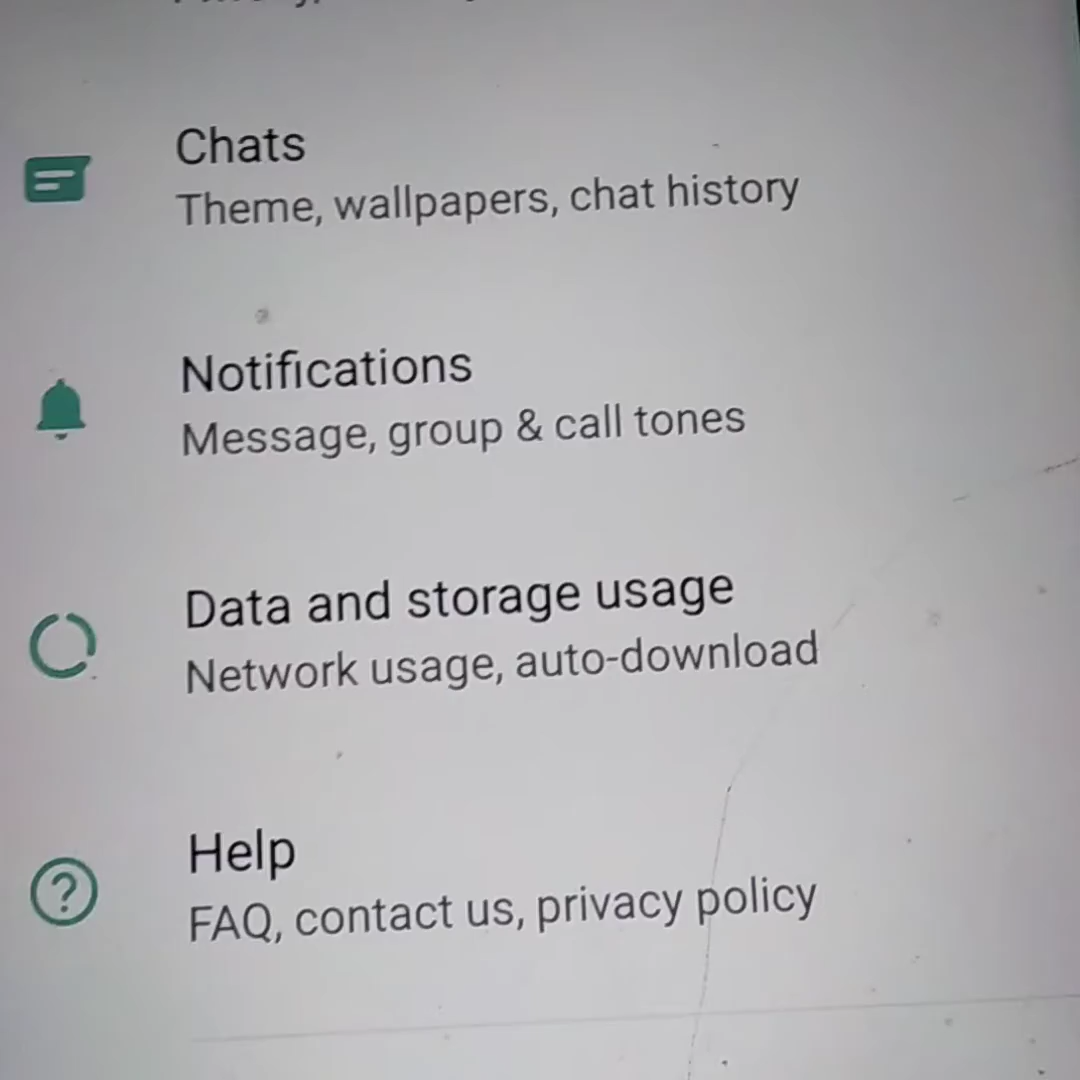 Chats
Theme, wallpapers, chat history
Notifications
Message, group & call tones
Data and storage usage
Network usage, auto-download
Help
FAQ, contact us, privacy policy